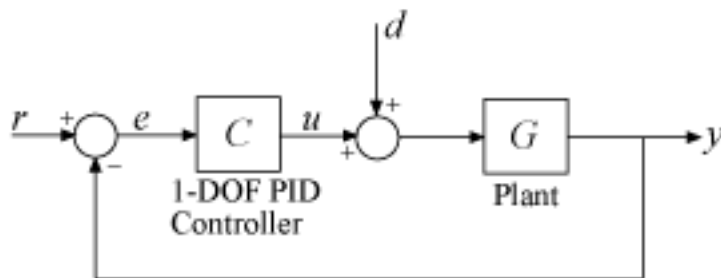 d
r + e C u + + G y
−
1-DOF PID
Controller
Plant